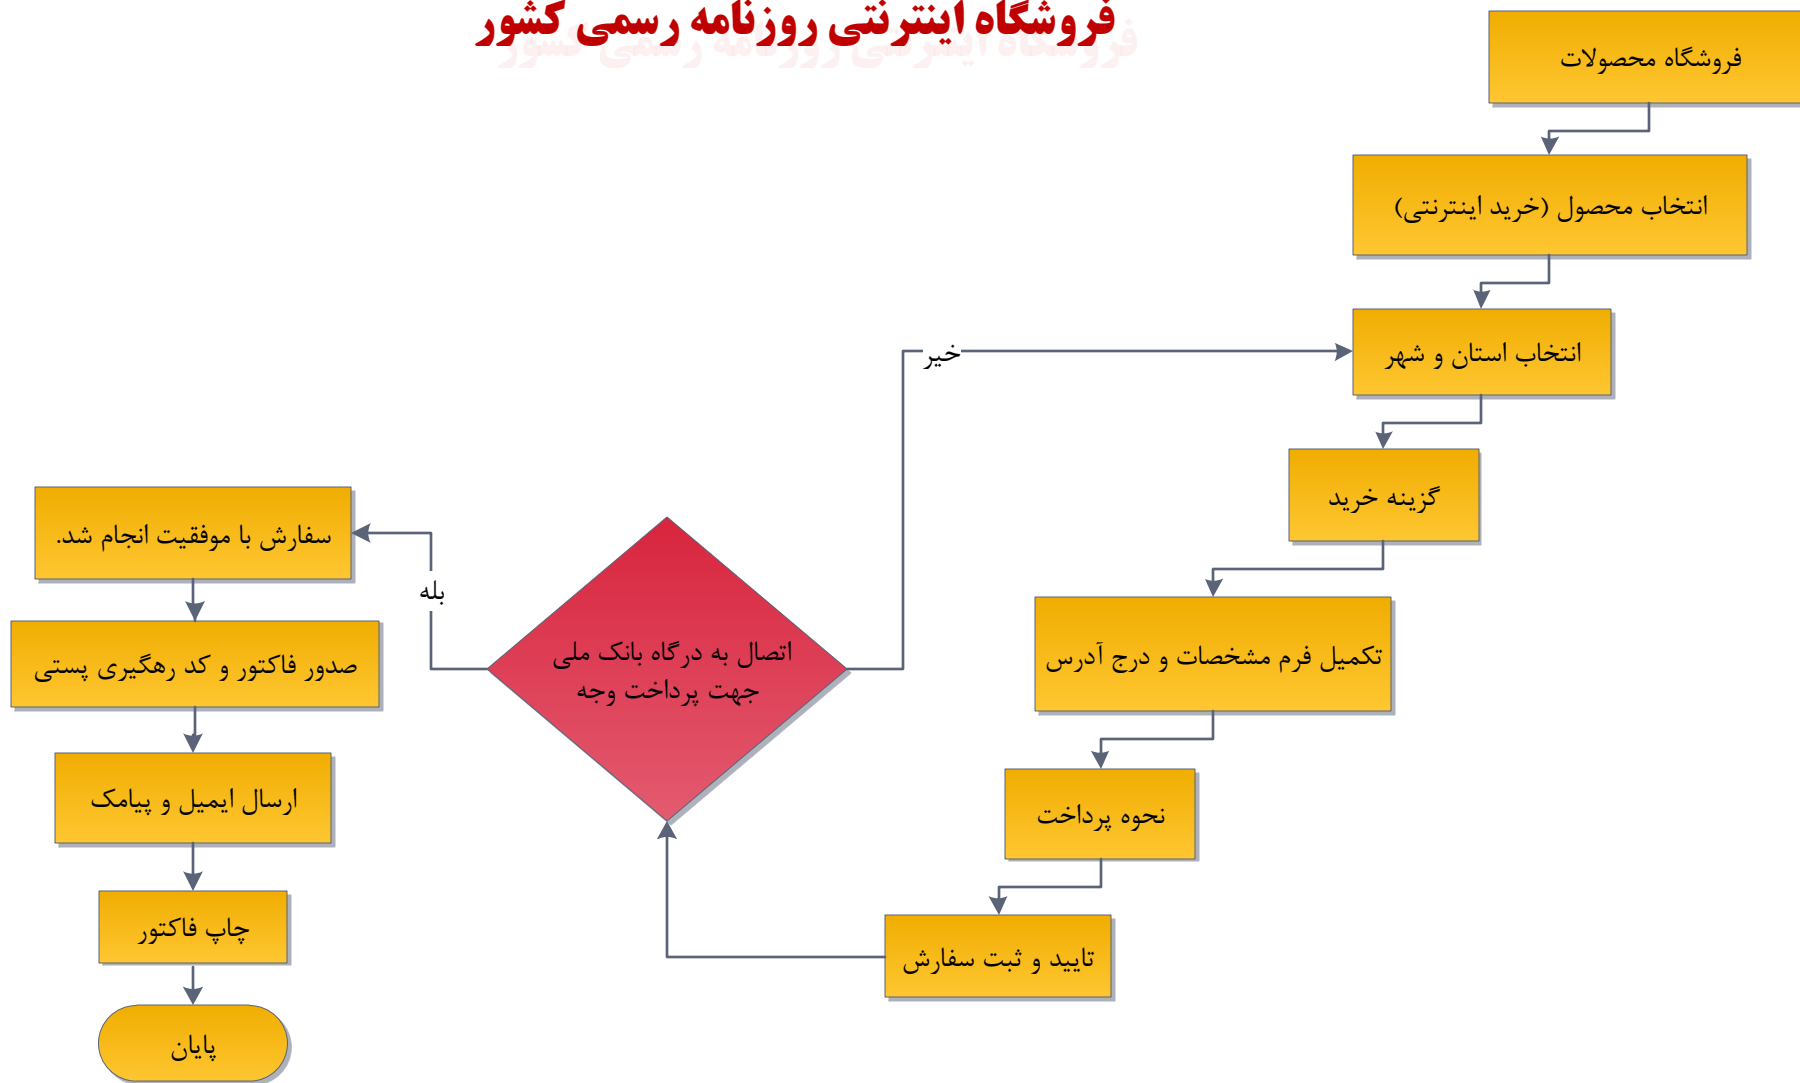 فروشگاه اینترنتی روزنامه رسمی کشور
فروشگاه محصولات
انتخاب محصول (خرید اینترنتی)
انتخاب استان و شهر
خیر
گزینه خرید
تکمیل فرم مشخصات و درج آدرس
نحوه پرداخت
تایید و ثبت سفارش
اتصال به درگاه بانک ملی
جهت پرداخت وجه
بله
سفارش با موفقیت انجام شد.
صدور فاکتور و کد رهگیری پستی
ارسال ایمیل و پیامک
چاپ فاکتور
پایان